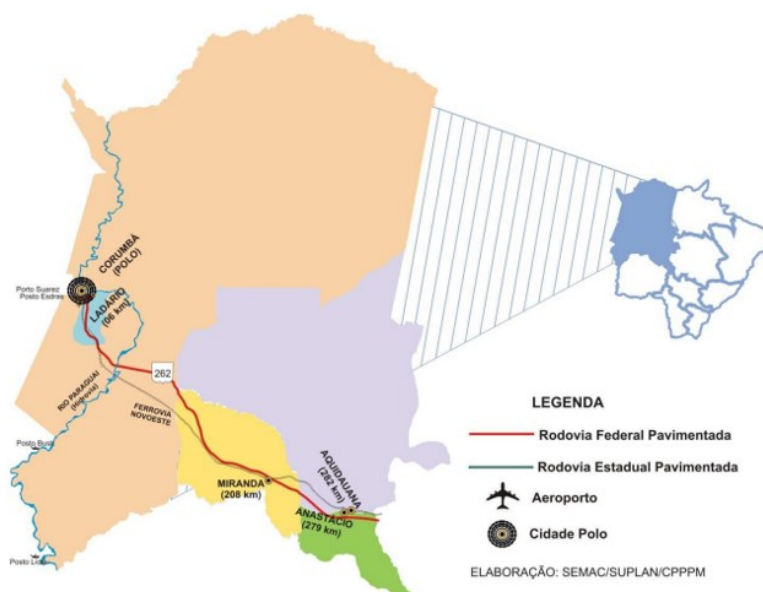 CORUMBÁ
(POLO)
Porto Suarez
Posto Esdras
LADÁRIO
(06 km)
262
RIO PARAGUAI
(Hidrovia)
FERROVIA
NOVOESTE
Posto Bush
MIRANDA
(208 km)
AQUIDAUANA
(282 km)
ANASTÁCIO
(279 km)
LEGENDA
Rodovia Federal Pavimentada
Rodovia Estadual Pavimentada
Aeroporto
Cidade Polo
ELABORAÇÃO: SEMAC/SUPLAN/CPPPM
Posto